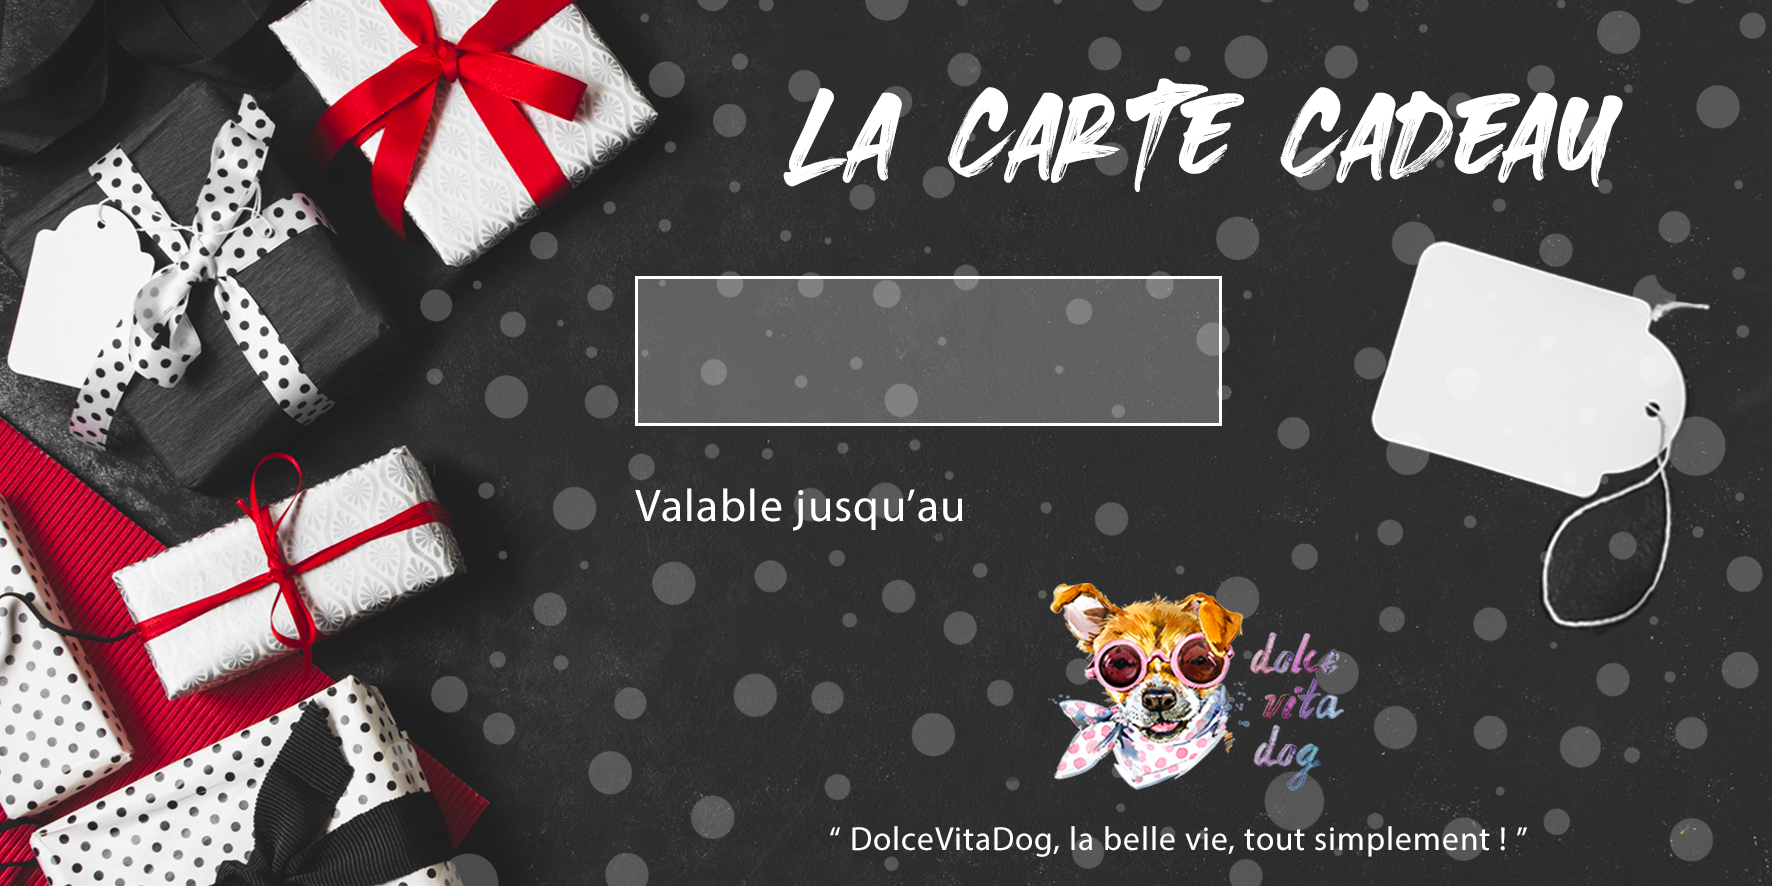 LA CARTE CADEAU
Valable jusqu’au
dolce
vita
dog
“ DolceVitaDog, la belle vie, tout simplement ! ”